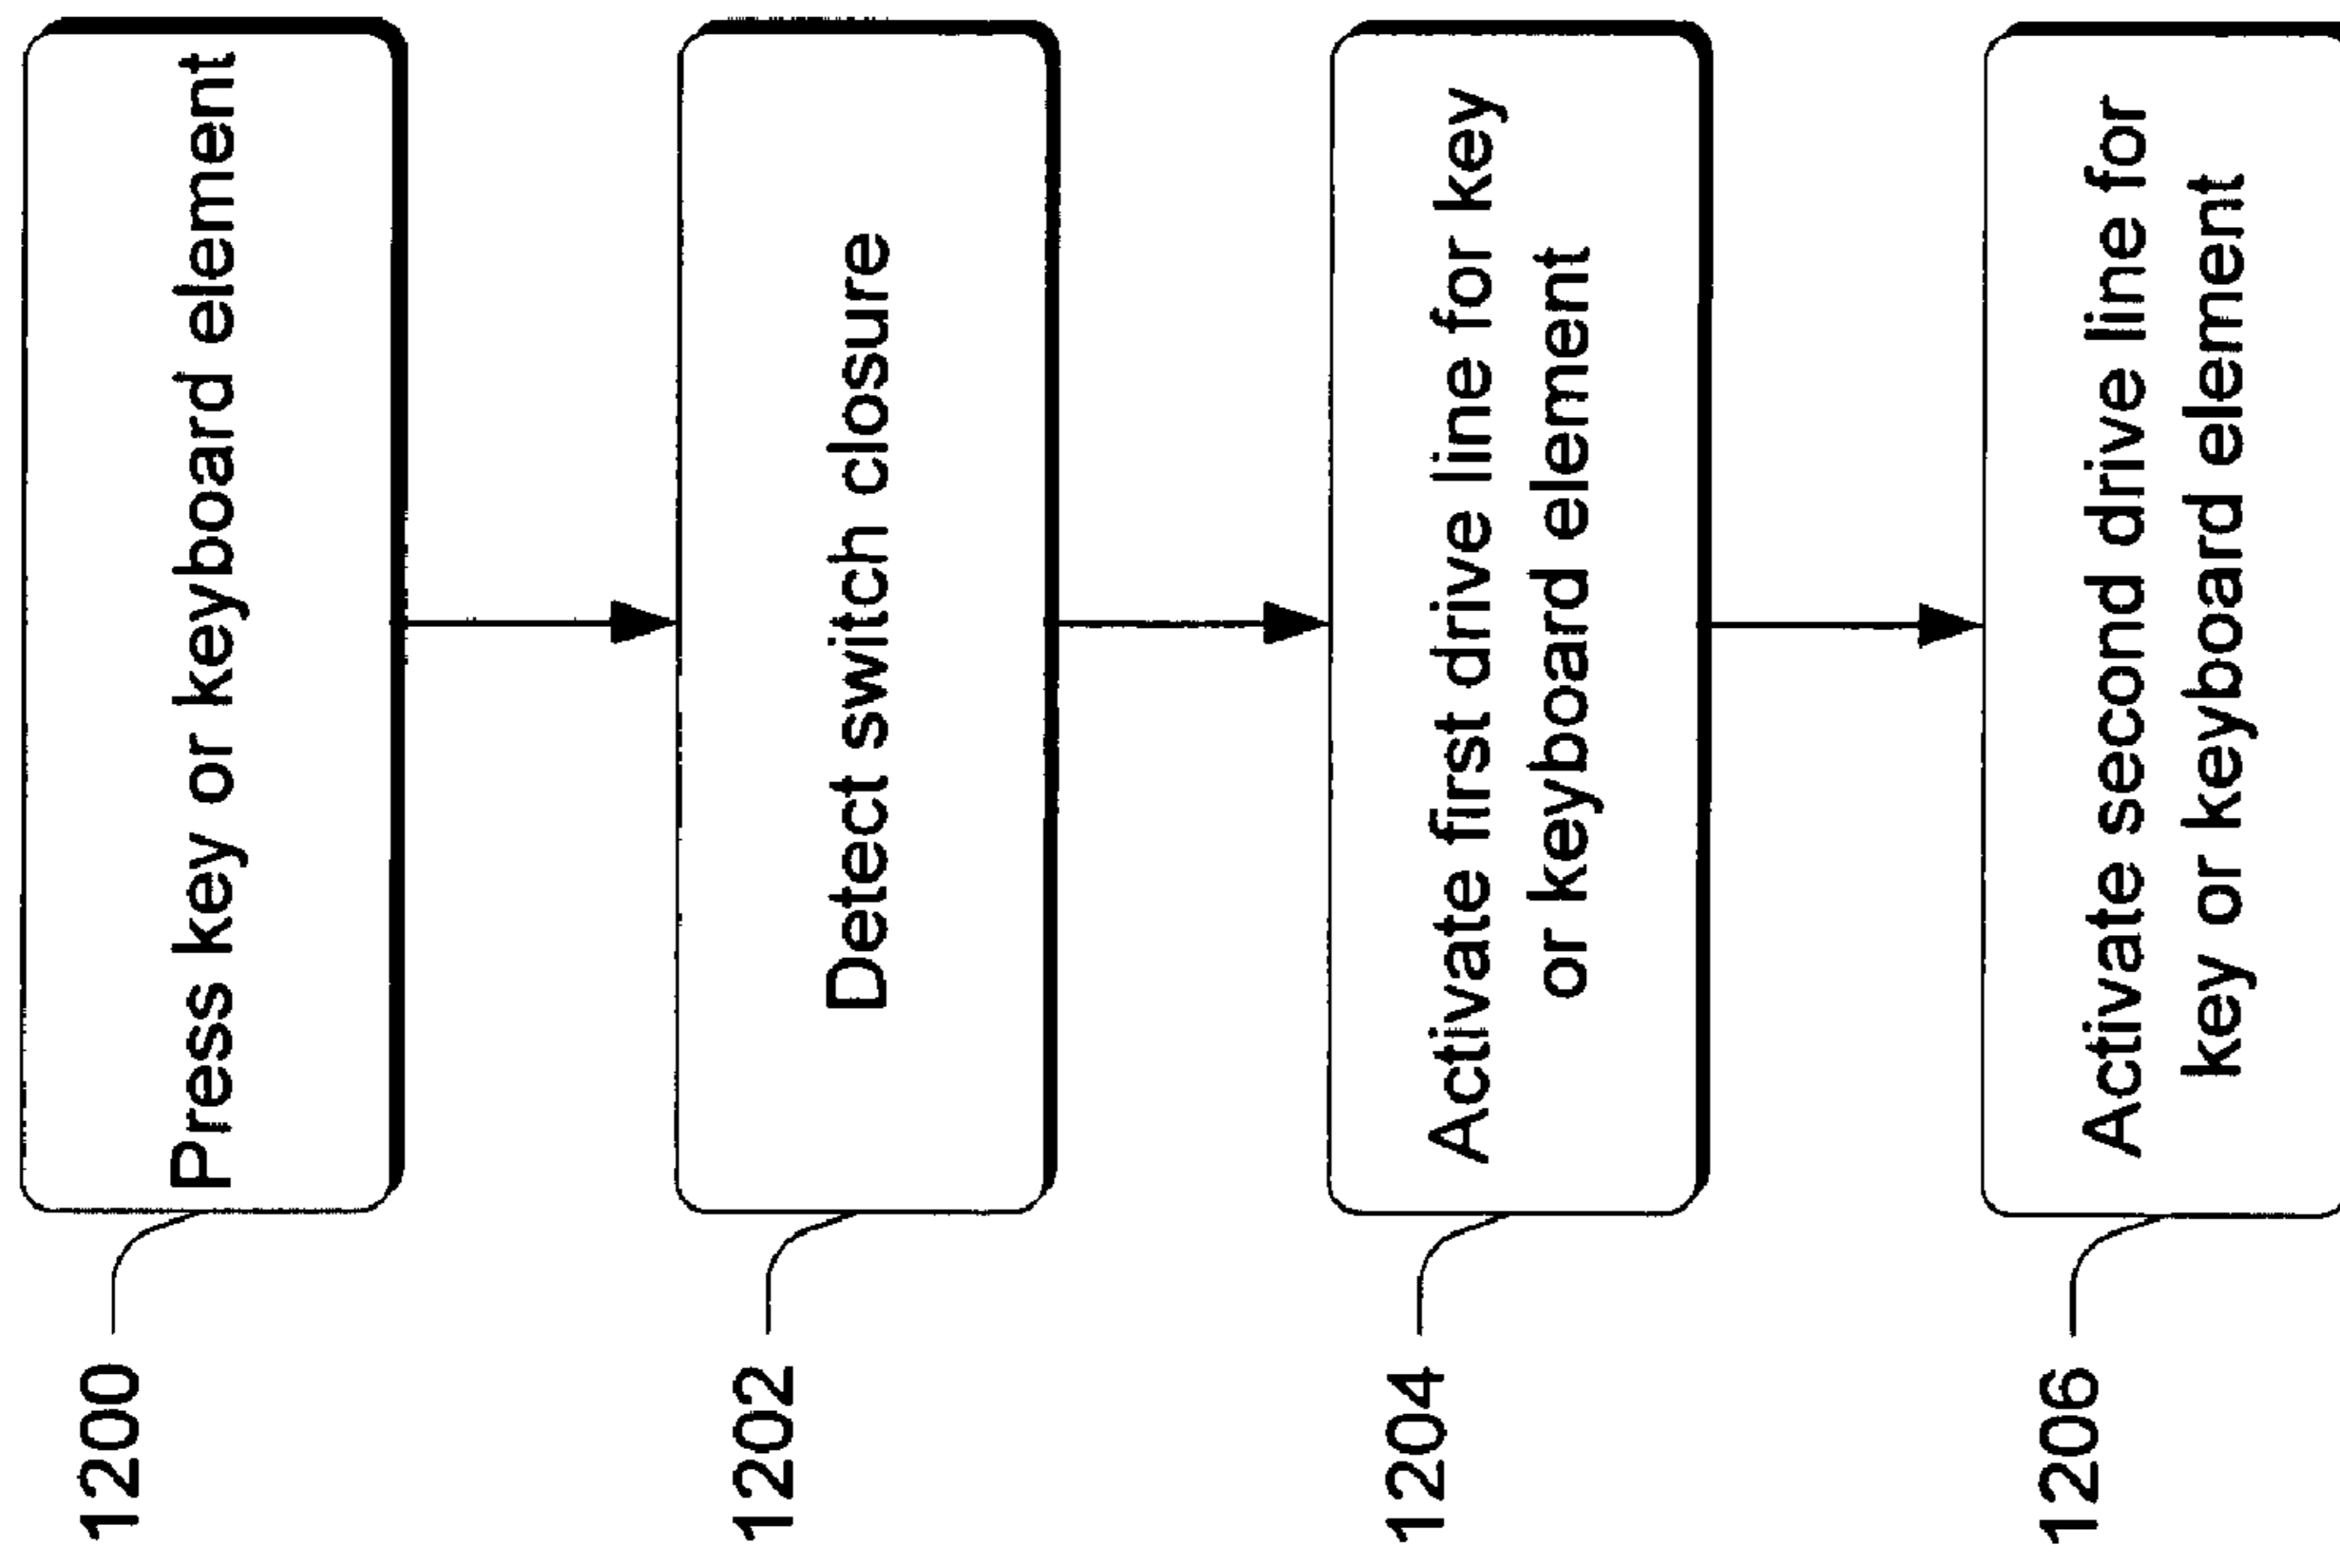 1200
Press key or keyboard element
1202
Detect switch closure
1204
Activate first drive line for key
or keyboard element
1206
Activate second drive line for
key or keyboard element